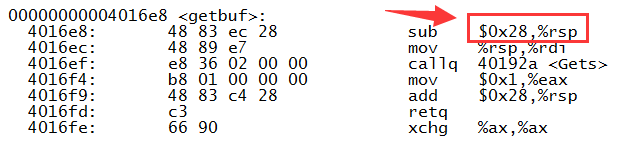 00000000004016e8 <getbuf>:
4016e8: 48 83 ec 28 sub $0x28,%rsp
4016ec: 48 89 e7 mov %rsp,%rdi
4016ef: e8 36 02 00 00 callq 40192a <Gets>
4016f4: b8 01 00 00 00 mov $0x1,%eax
4016f9: 48 83 c4 28 add $0x28,%rsp
4016fd: c3 retq
4016fe: 66 90 xchg %ax,%ax